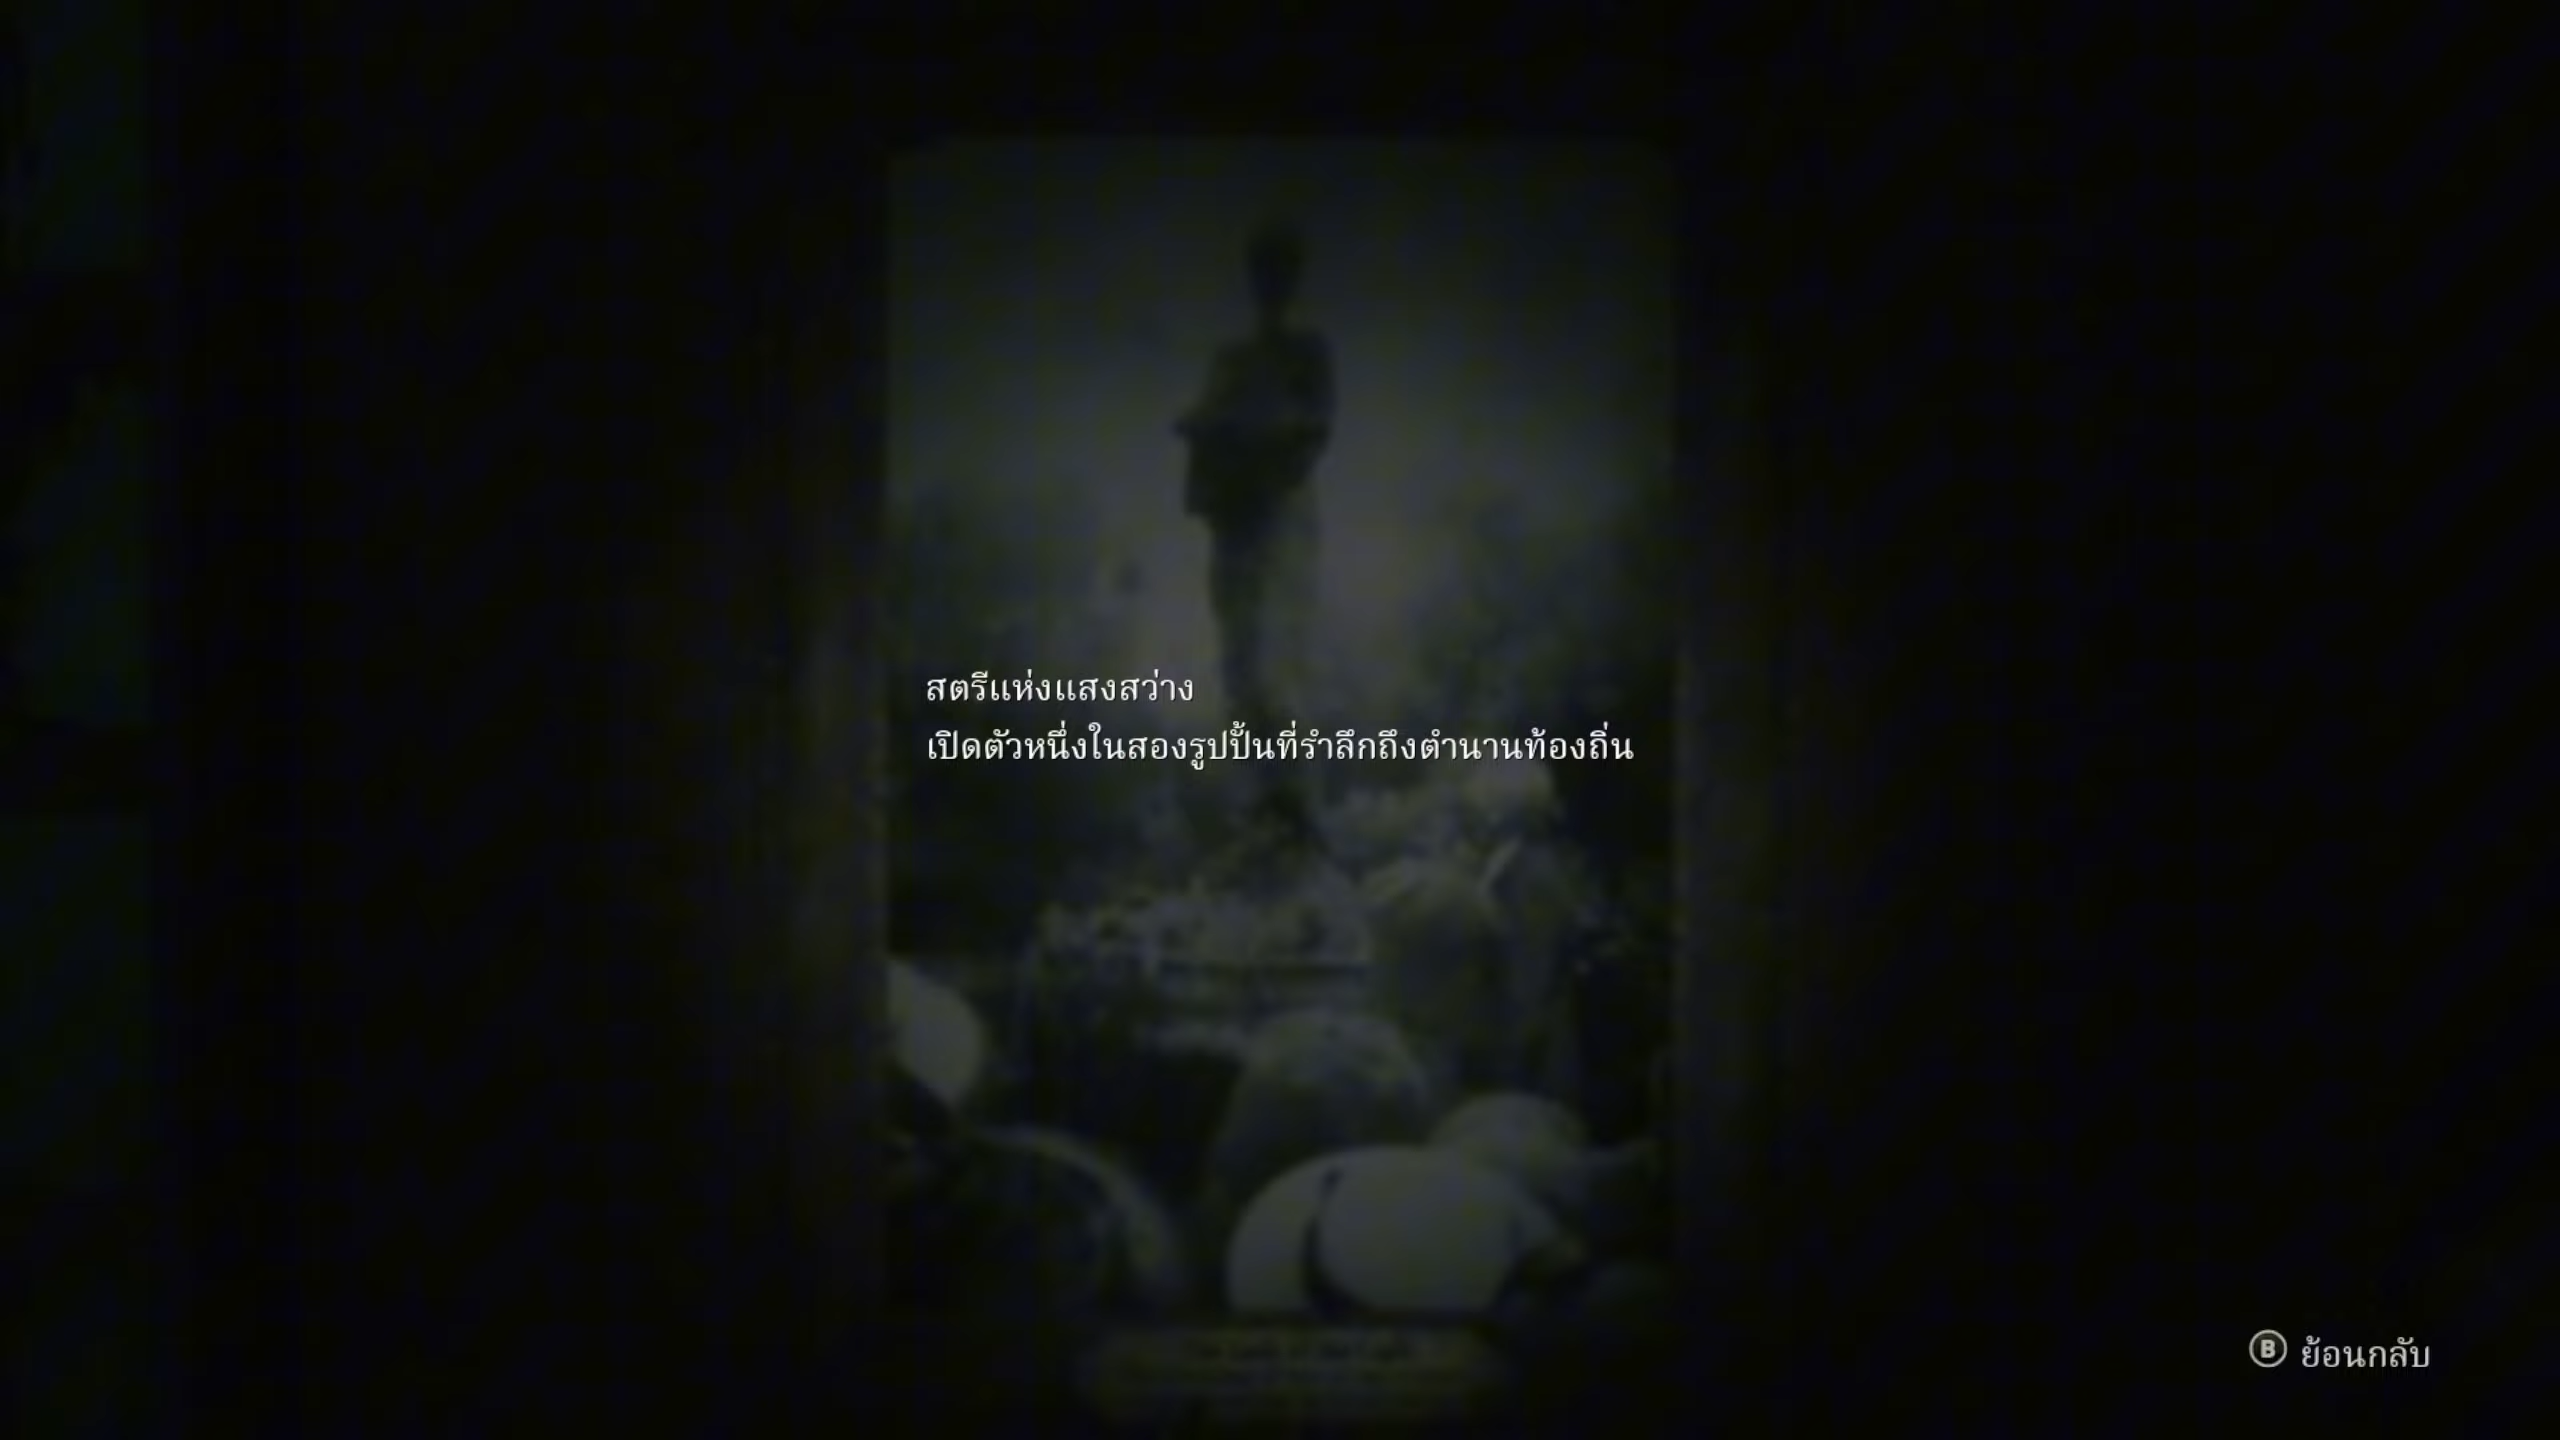 สตรีแห่งแสงสว่าง
เปิดตัวหนึ่งในสองรูปปั้นที่รำลึกถึงตำนานท้องถิ่น
B ย้อนกลับ